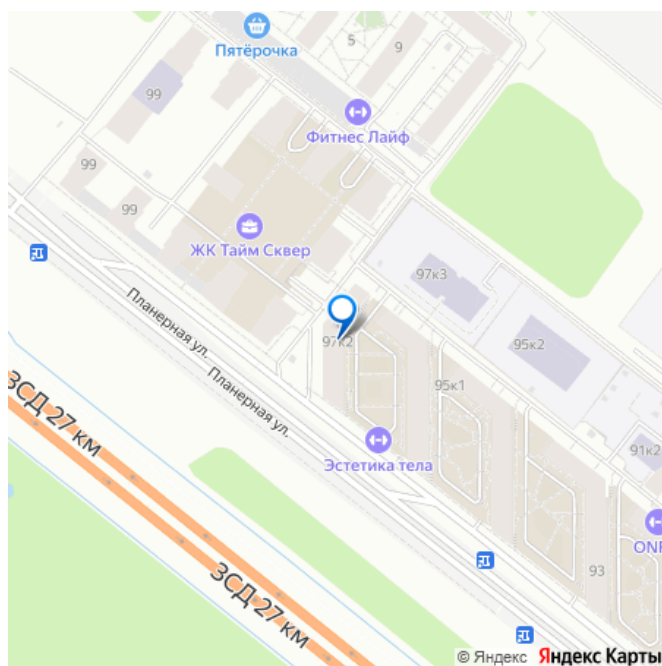 Пятёрочка
5
9
99
Фитнес Лайф
99
99
ЖК Тайм Сквер
97к3
Планерная ул.
97к2
95к2
Планерная ул.
95к1
ЗСД 27 км
Эстетика тела
91к2
ONF
93
ЗСД 27 км
© Яндекс Яндекс Карты